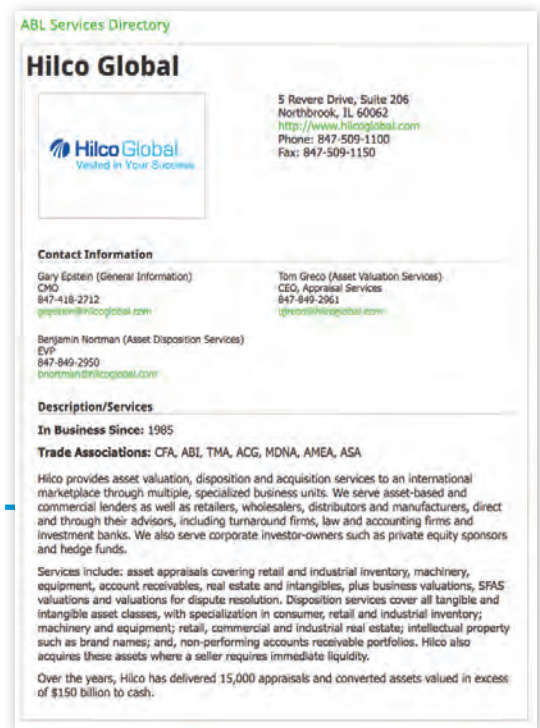 ABL Services Directory
Hilco Global
Hilco Global
Vested in Your Success
5 Revere Drive, Suite 206
Northbrook, IL 60062
http://www.hilcoglobal.com
Phone: 847-509-1100
Fax: 847-509-1150
Contact Information
Gary Epstein (General Information)
CMO
847-418-2712
gepstein@hilcoglobal.com
Tom Greco (Asset Valuation Services)
CEO, Appraisal Services
847-849-2961
tgreco@hilcoglobal.com
Benjamin Nortman (Asset Disposition Services)
EVP
847-849-2950
bnortman@hilcoglobal.com
Description/Services
In Business Since: 1985
Trade Associations: CFA, ABI, TMA, ACG, MDNA, AMEA, ASA
Hilco provides asset valuation, disposition and acquisition services to an international
marketplace through multiple, specialized business units. We serve asset-based and
commercial lenders as well as retailers, wholesalers, distributors and manufacturers, direct
and through their advisors, including turnaround firms, law and accounting firms and
investment banks. We also serve corporate investor-owners such as private equity sponsors
and hedge funds.
Services include: asset appraisals covering retail and industrial inventory, machinery,
equipment, account receivables, real estate and intangibles, plus business valuations, SFAS
valuations and valuations for dispute resolution. Disposition services cover all tangible and
intangible asset classes, with specialization in consumer, retail and industrial inventory;
machinery and equipment; retail, commercial and industrial real estate; intellectual property
such as brand names; and, non-performing accounts receivable portfolios. Hilco also
acquires these assets where a seller requires immediate liquidity.
Over the years, Hilco has delivered 15,000 appraisals and converted assets valued in excess
of $150 billion to cash.